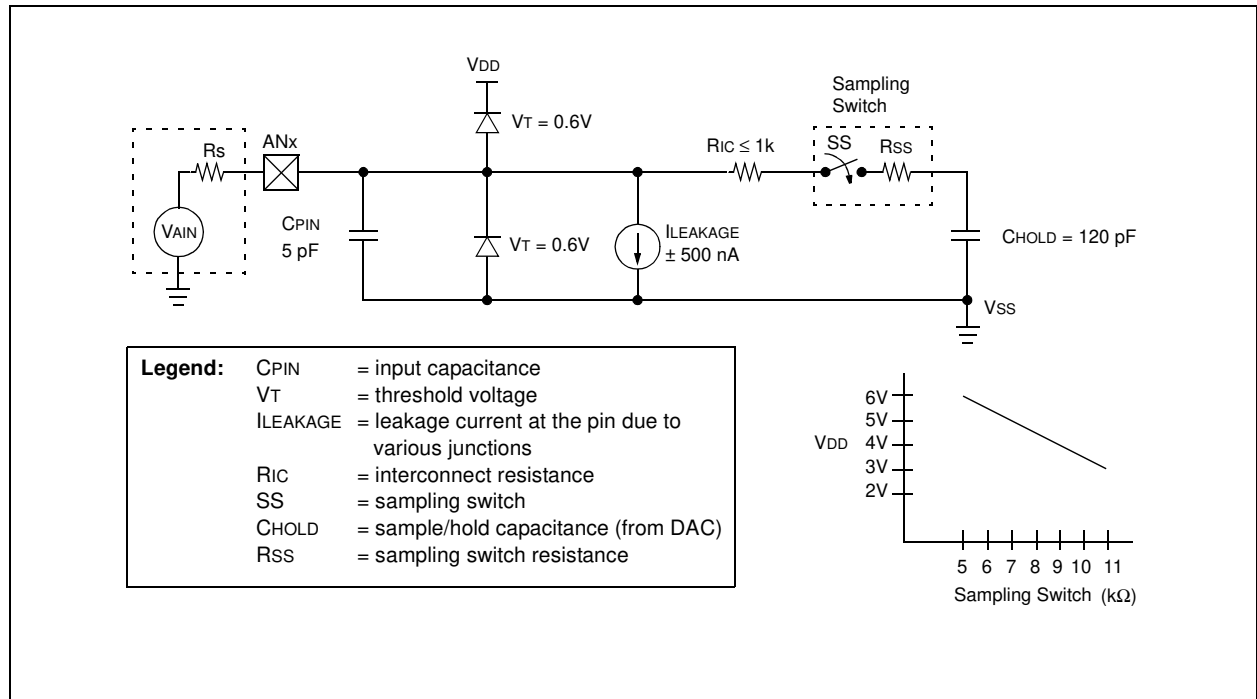 VDD
Sampling
Switch
VT = 0.6V
ANx
RIC ≤ 1k
SS
RSS
Rs
CPIN
5 pF
VAIN
VT = 0.6V
ILEAKAGE
± 500 nA
CHOLD = 120 pF
VSS
Legend: CPIN = input capacitance
VT = threshold voltage
ILEAKAGE = leakage current at the pin due to
various junctions
RIC = interconnect resistance
SS = sampling switch
CHOLD = sample/hold capacitance (from DAC)
RSS = sampling switch resistance
6V
5V
VDD
4V
3V
2V
5 6 7 8 9 10 11
Sampling Switch (kΩ)